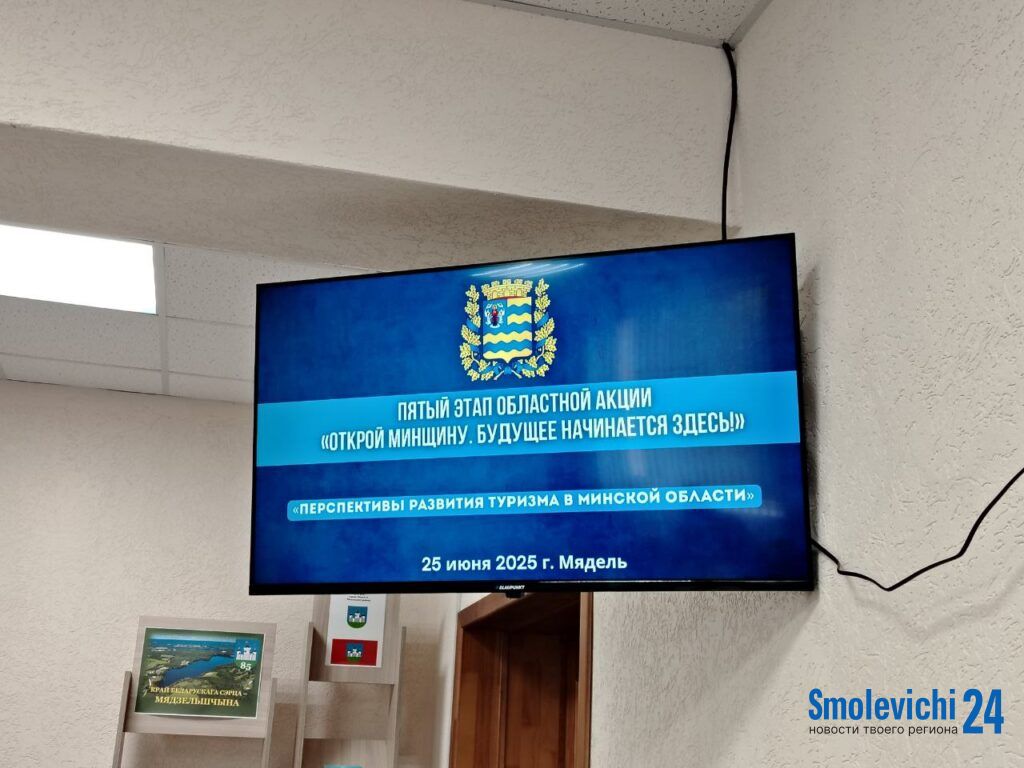 ПЯТЫЙ ЭТАП ОБЛАСТНОЙ АКЦИИ
«ОТКРОЙ МИНЩИНУ. БУДУЩЕЕ НАЧИНАЕТСЯ ЗДЕСЬ!»
«ПЕРСПЕКТИВЫ РАЗВИТИЯ ТУРИЗМА В МИНСКОЙ ОБЛАСТИ»
25 июня 2025 г. Мядель
BLAUPUNKT
85
КРАЙ БЕЛАРУСКАГА СЭРЦА -
МЯДЗЕЛЬШЧЫНА
Smolevichi 24
новости твоего региона